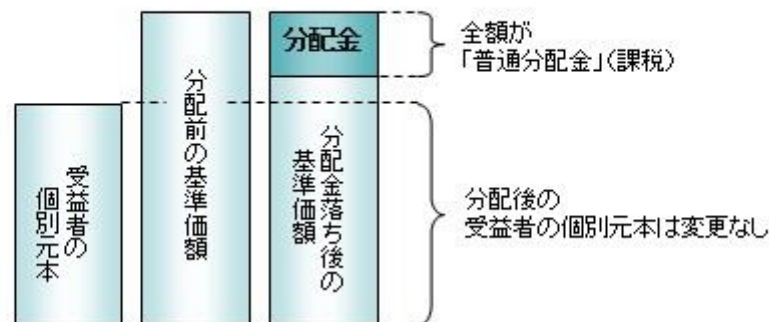 受益者の
個別元本
分配前の基準価額
分配金
分配金落ち後の
基準価額
全額が
「普通分配金」(課税)
分配後の
受益者の個別元本は変更なし